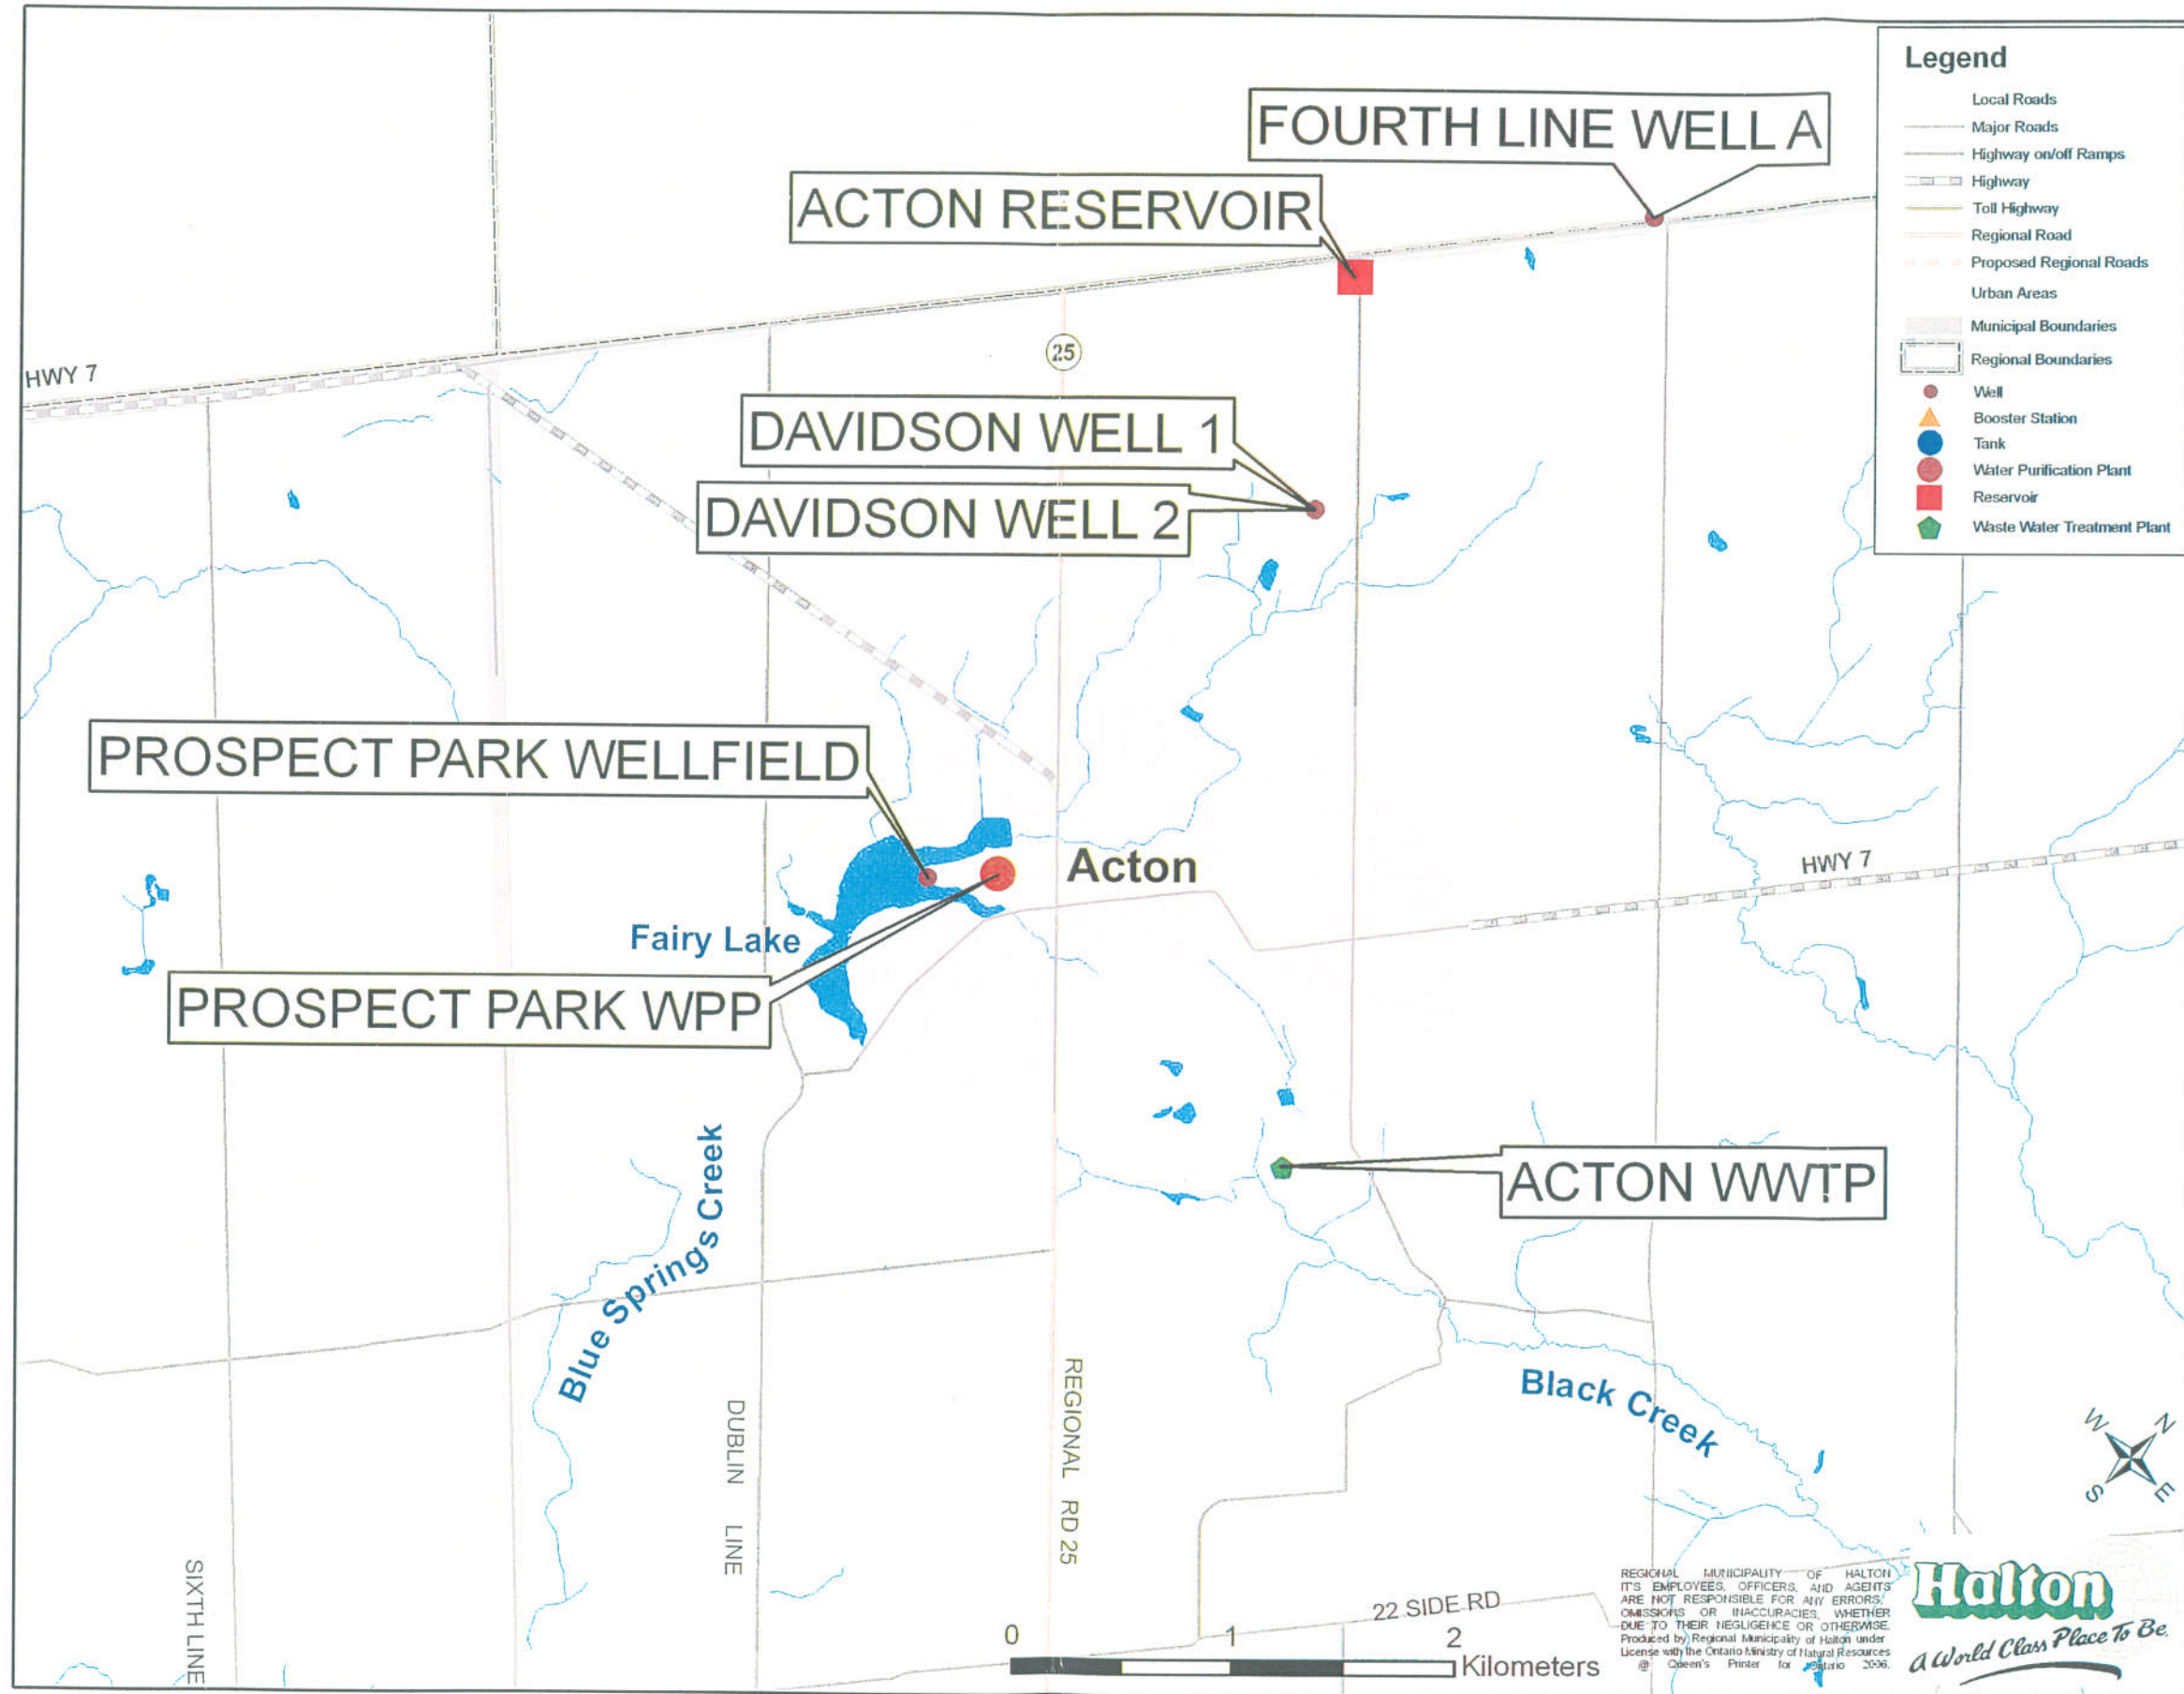 Legend
Local Roads
Major Roads
Highway on/off Ramps
Highway
Toll Highway
Regional Road
Proposed Regional Roads
Urban Areas
Municipal Boundaries
Regional Boundaries
Well
Booster Station
Tank
Water Purification Plant
Reservoir
Waste Water Treatment Plant
FOURTH LINE WELL A
ACTON RESERVOIR
25
HWY 7
DAVIDSON WELL 1
DAVIDSON WELL 2
PROSPECT PARK WELLFIELD
Acton
HWY 7
Fairy Lake
PROSPECT PARK WPP
ACTON WWTP
Blue Springs Creek
Black Creek
DUBLIN LINE
REGIONAL RD 25
SIXTH LINE
22 SIDE RD
W N
S E
0 1 2
Kilometers
REGIONAL MUNICIPALITY OF HALTON
IT'S EMPLOYEES, OFFICERS, AND AGENTS
ARE NOT RESPONSIBLE FOR ANY ERRORS,
OMISSIONS OR INACCURACIES, WHETHER
DUE TO THEIR NEGLIGENCE OR OTHERWISE.
Produced by Regional Municipality of Halton under
License with the Ontario Ministry of Natural Resources
@ Queen's Printer for Ontario 2006.
Halton
A World Class Place To Be.